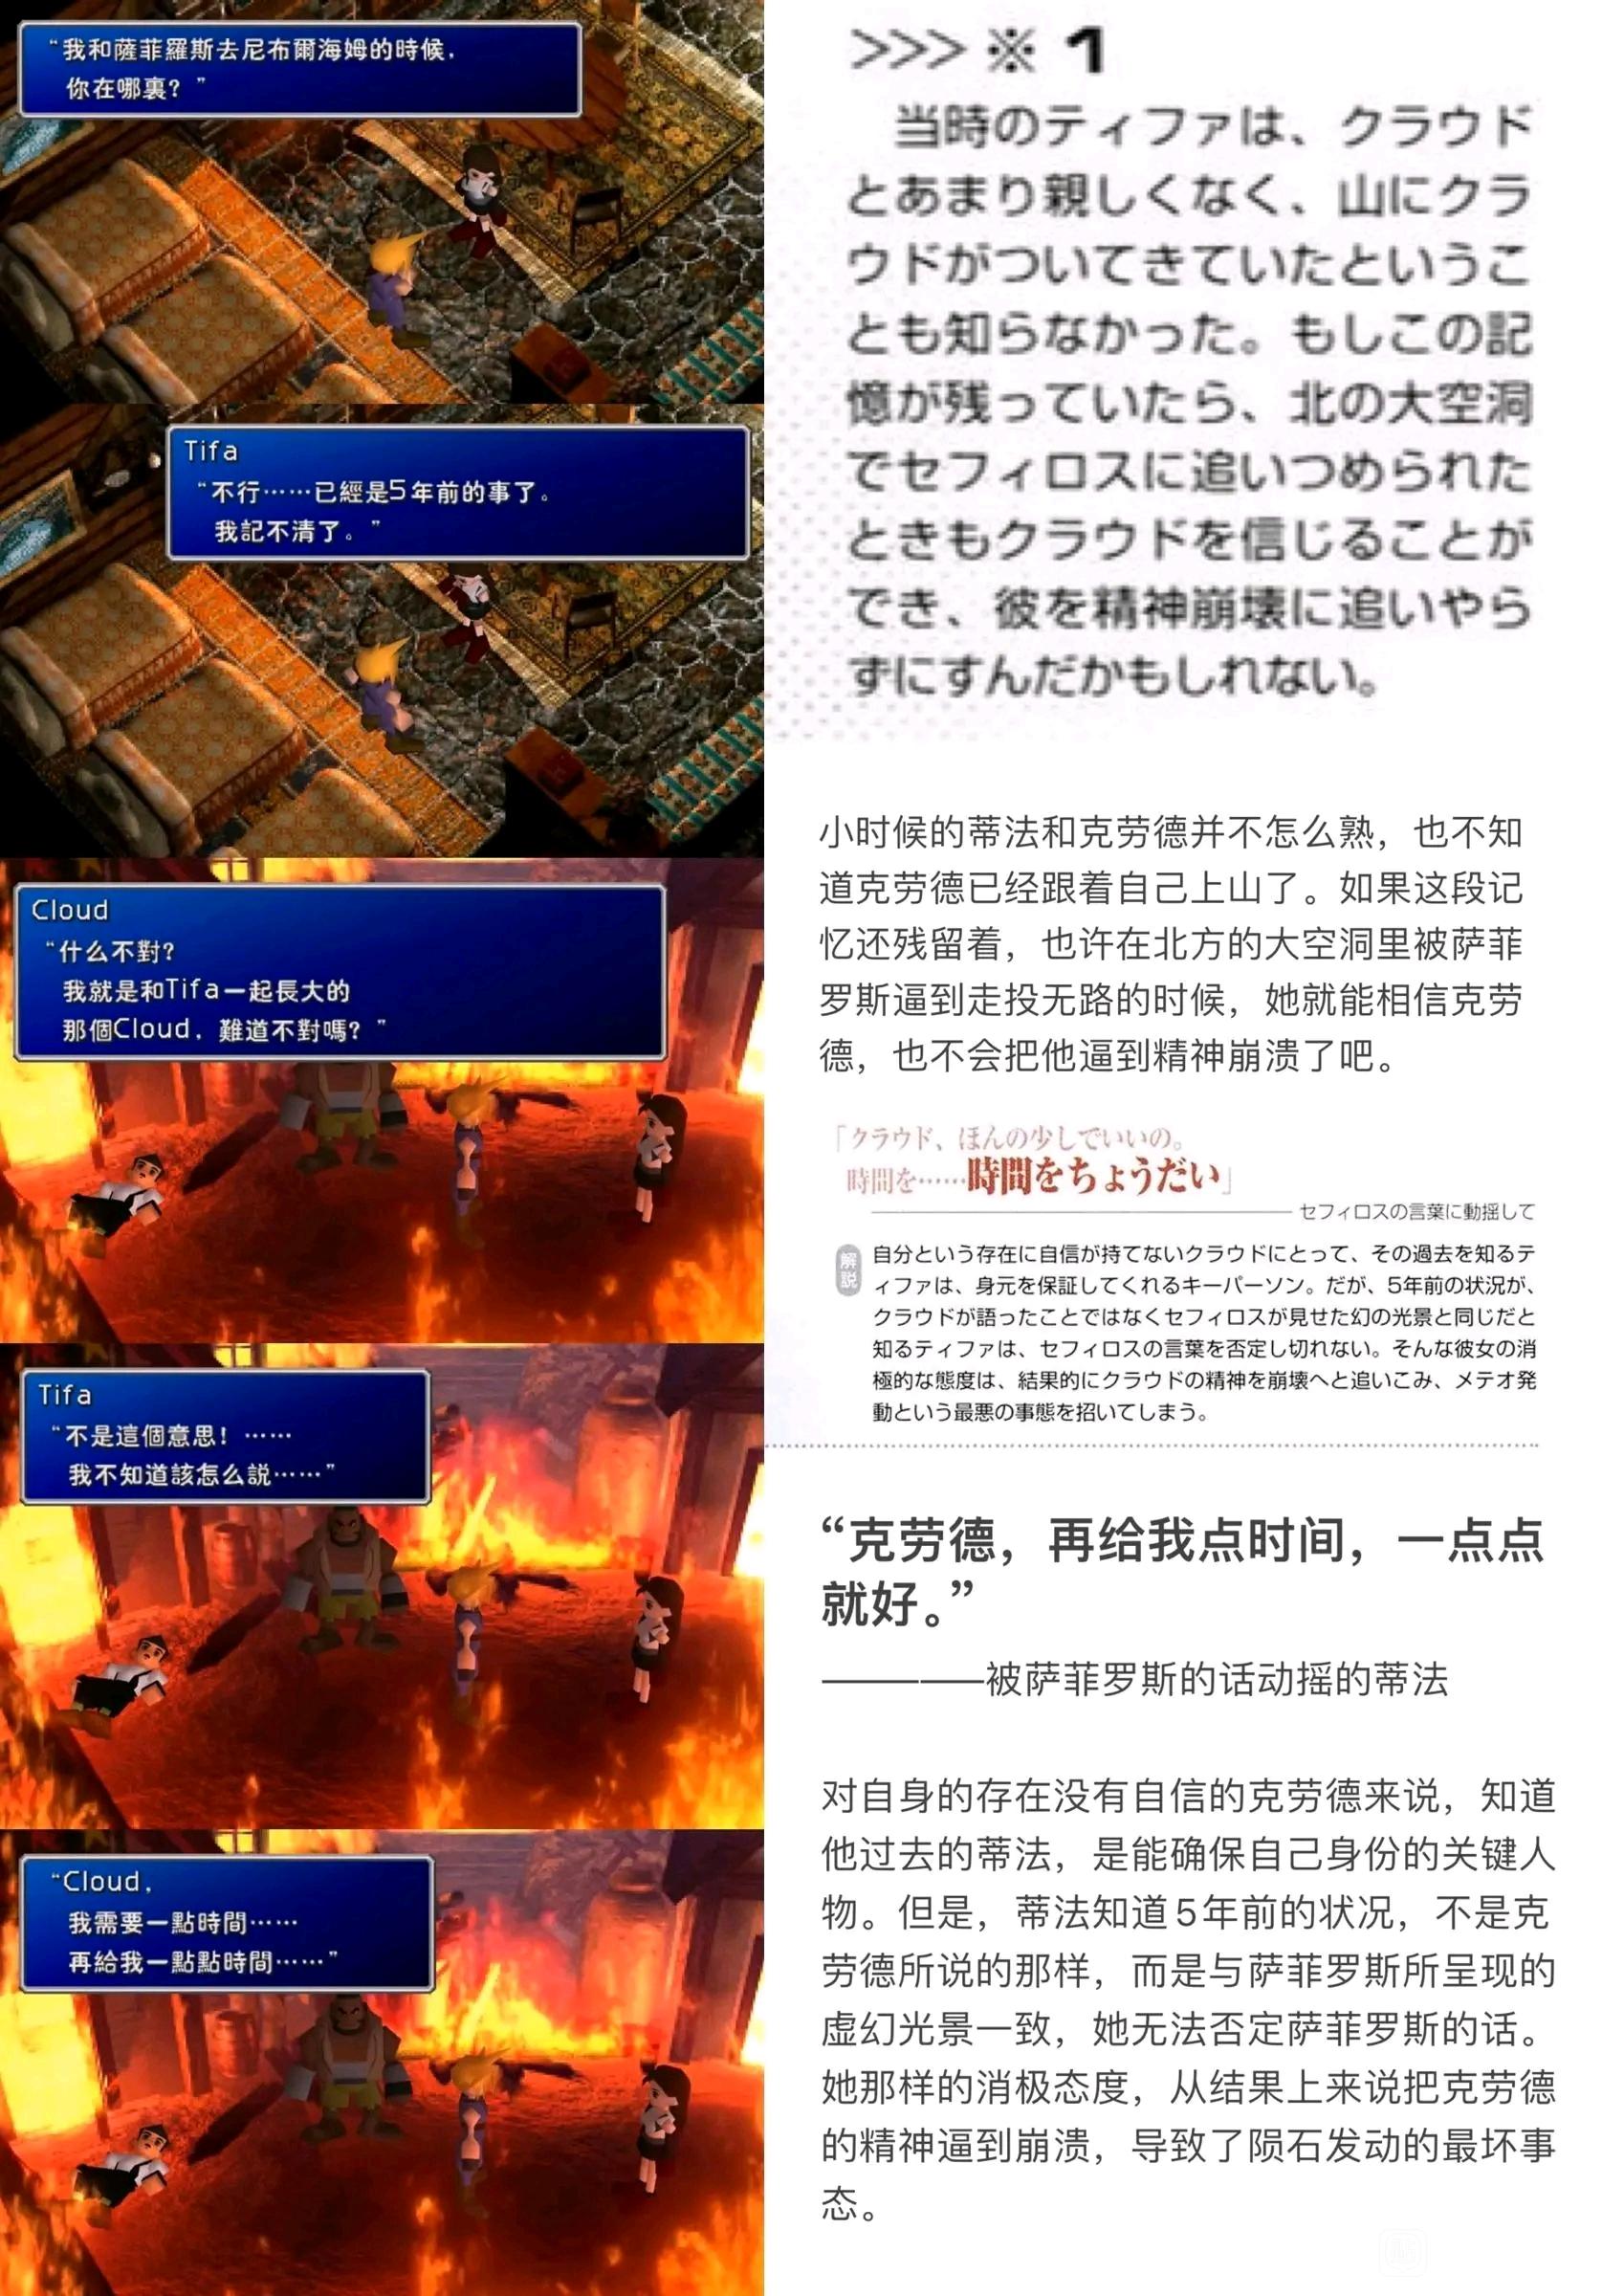 “我和薩菲羅斯去尼布爾海姆的時候，
你在哪裏？”
Tifa
“不行……已經是5年前的事了。
我記不清了。”
Cloud
“什么不對？
我就是和Tifa一起長大的
那個Cloud，難道不對嗎？”
Tifa
“不是這個意思！……
我不知道該怎么説……”
“Cloud，
我需要一點時間……
再給我一點點時間……”
>>>※1
当時のティファは、クラウド
とあまり親しくなく、山にクラ
ウドがついてきていたというこ
とも知らなかった。もしこの記
憶が残っていたら、北の大空洞
でセフィロスに追いつめられた
ときもクラウドを信じることが
でき、彼を精神崩壊に追いやら
ずにすんだかもしれない。
小时候的蒂法和克劳德并不怎么熟，也不知
道克劳德已经跟着自己上山了。如果这段记
忆还残留着，也许在北方的大空洞里被萨菲
罗斯逼到走投无路的时候，她就能相信克劳
德，也不会把他逼到精神崩溃了吧。
「クラウド、ほんの少しでいいの。
時間を……時間をちょうだい」
セフィロスの言葉に動揺して
解説
自分という存在に自信が持てないクラウドにとって、その過去を知るテ
ィファは、身元を保証してくれるキーパーソン。だが、5年前の状況が、
クラウドが語ったことではなくセフィロスが見せた幻の光景と同じだと
知るティファは、セフィロスの言葉を否定し切れない。そんな彼女の消
極的な態度は、結果的にクラウドの精神を崩壊へと追いこみ、メテオ発
動という最悪の事態を招いてしまう。
“克劳德，再给我点时间，一点点
就好。”
————被萨菲罗斯的话动摇的蒂法
对自身的存在没有自信的克劳德来说，知道
他过去的蒂法，是能确保自己身份的关键人
物。但是，蒂法知道5年前的状况，不是克
劳德所说的那样，而是与萨菲罗斯所呈现的
虚幻光景一致，她无法否定萨菲罗斯的话。
她那样的消极态度，从结果上来说把克劳德
的精神逼到崩溃，导致了陨石发动的最坏事
态。